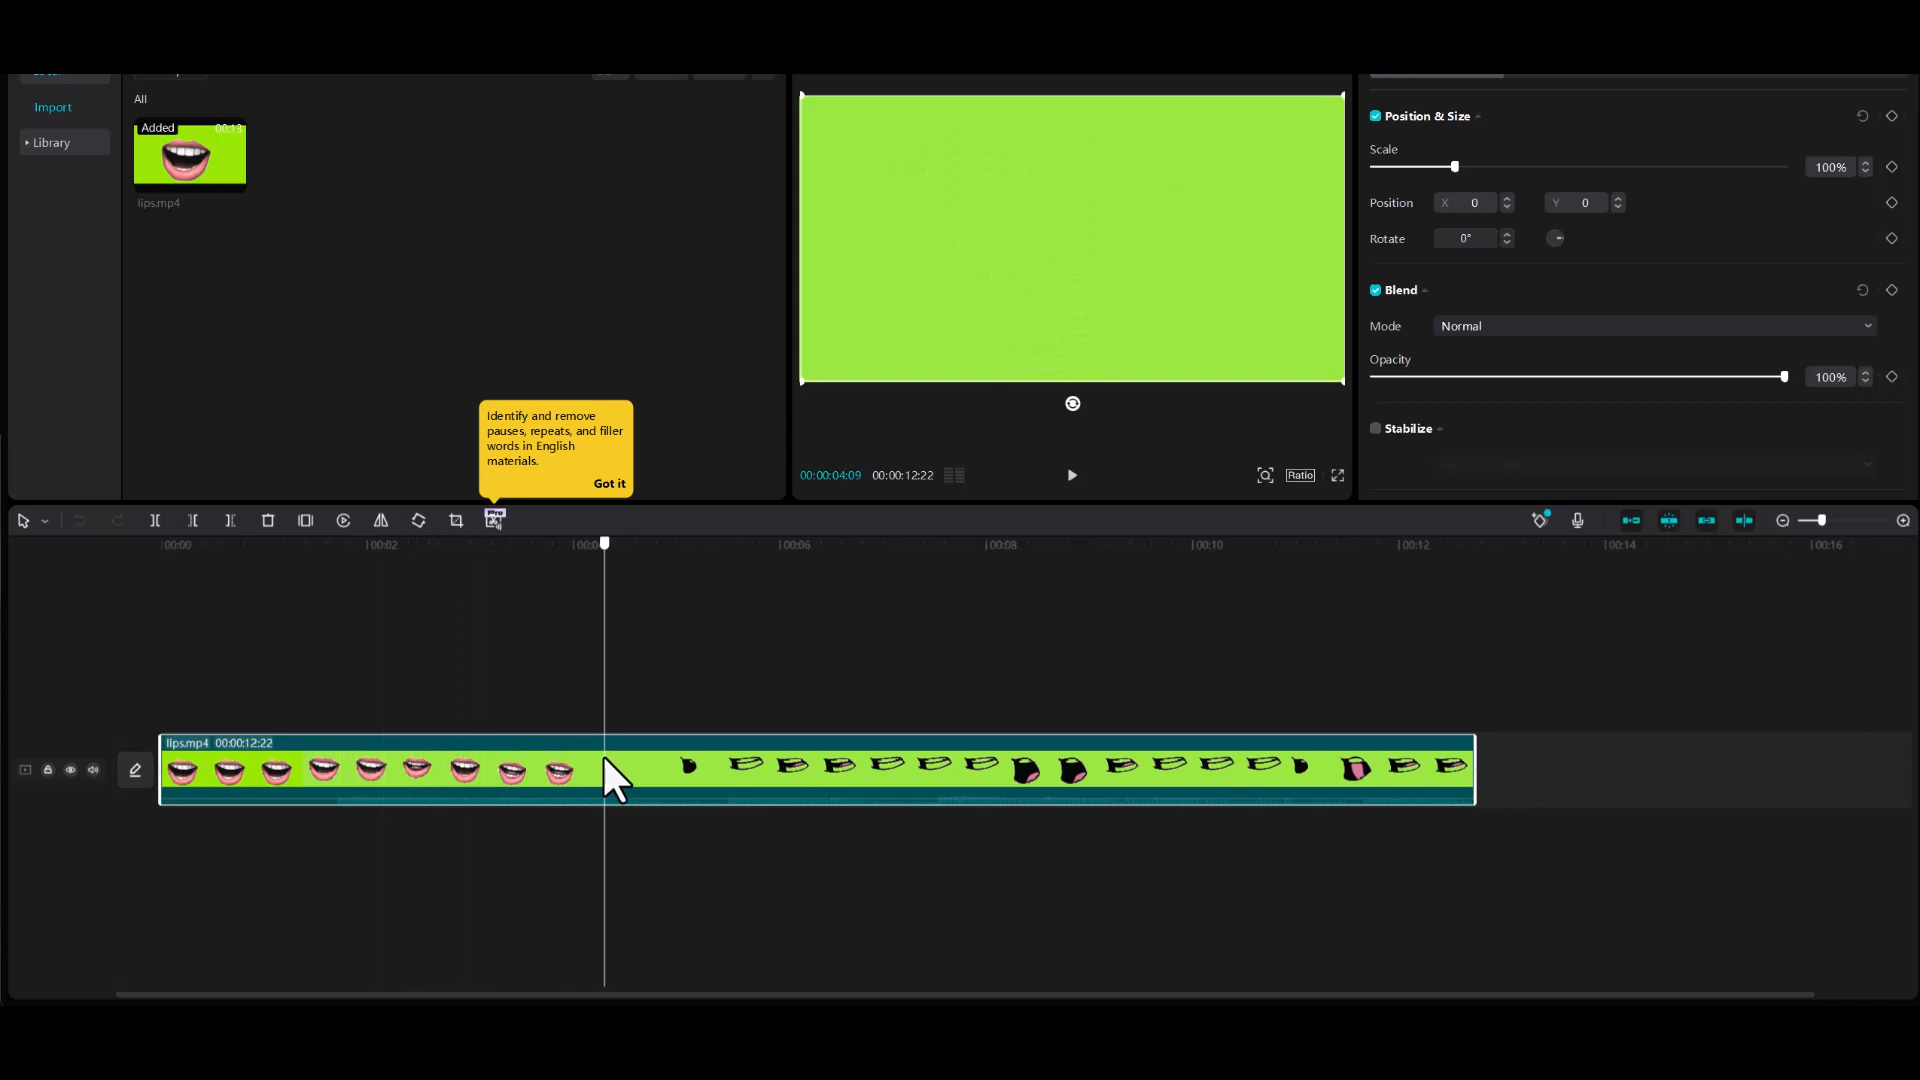 Import
All
Library
Added 00:13
lips.mp4
Position & Size
Scale
100%
Position X 0 Y 0
Rotate 0°
Blend
Mode Normal
Opacity
100%
Stabilize
Identify and remove
pauses, repeats, and filler
words in English
materials.
Got it
00:00:04:09 00:00:12:22
Ratio
Pro
00:00 00:02 00:06 00:08 00:10 00:12 00:14 00:16
lips.mp4 00:00:12:22